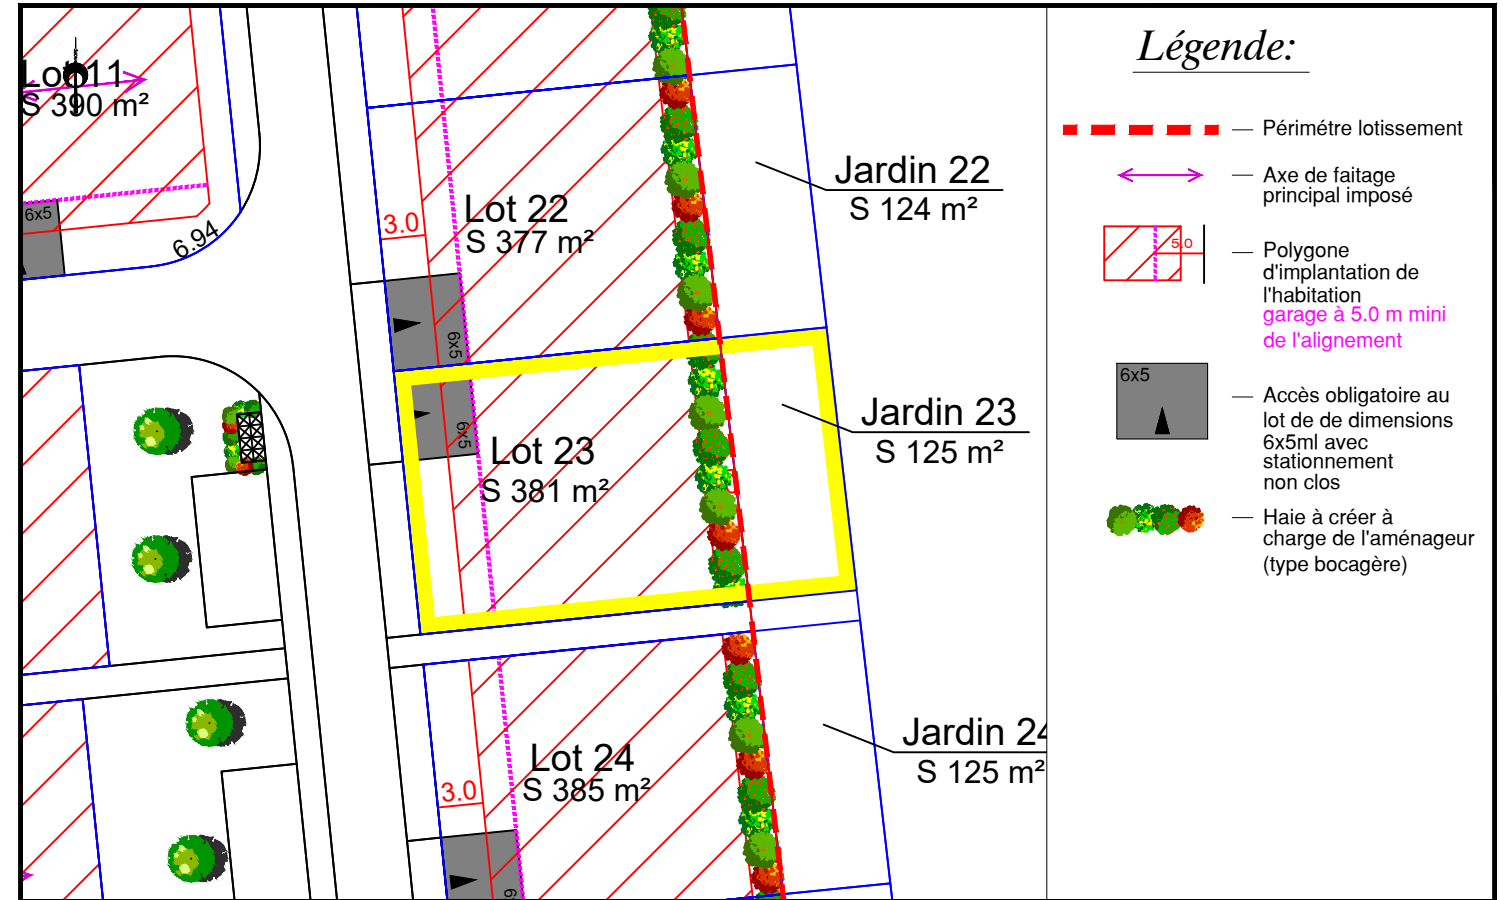 Lot 11
S 390 m²
6x5
6.94
3.0
Lot 22
S 377 m²
6x5
Jardin 22
S 124 m²
6x5
Lot 23
S 381 m²
Jardin 23
S 125 m²
Lot 24
S 385 m²
3.0
6
Jardin 24
S 125 m²
Légende:
Périmétre lotissement
Axe de faitage
principal imposé
5.0
Polygone
d'implantation de
l'habitation
garage à 5.0 m mini
de l'alignement
6x5
Accès obligatoire au
lot de de dimensions
6x5ml avec
stationnement
non clos
Haie à créer à
charge de l'aménageur
(type bocagère)